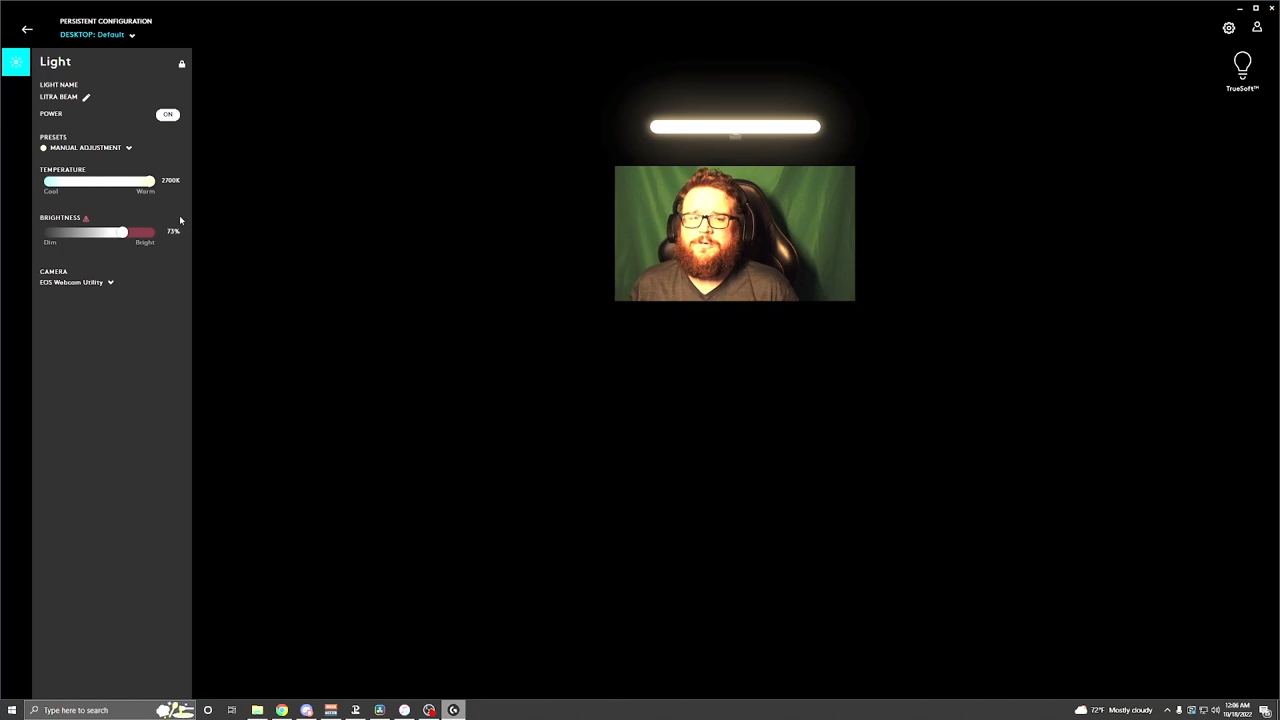 PERSISTENT CONFIGURATION
DESKTOP: Default
Light
LIGHT NAME
LITRA BEAM
POWER
ON
PRESETS
MANUAL ADJUSTMENT
TEMPERATURE
2700K
Cool Warm
BRIGHTNESS
73%
Dim Bright
CAMERA
EOS Webcam Utility
TrueSoft™
Type here to search
72°F Mostly cloudy
12:06 AM
10/18/2022